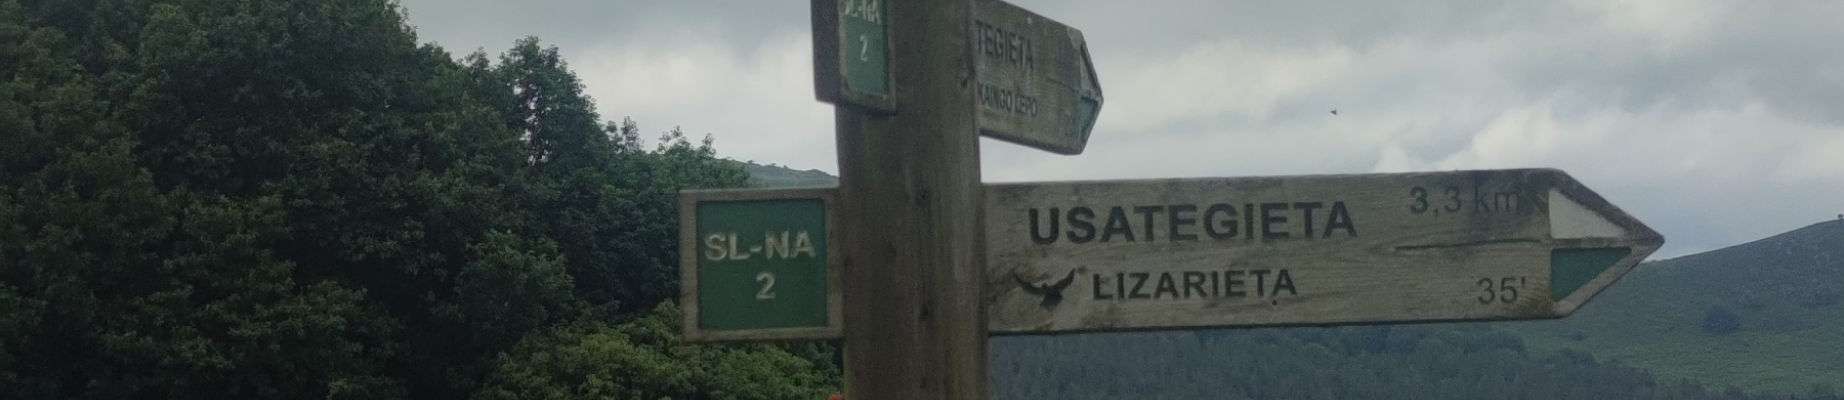 SL-NA
2
TEGIETA
SL-NA
2
USATEGIETA 3,3 km
LIZARIETA 35'